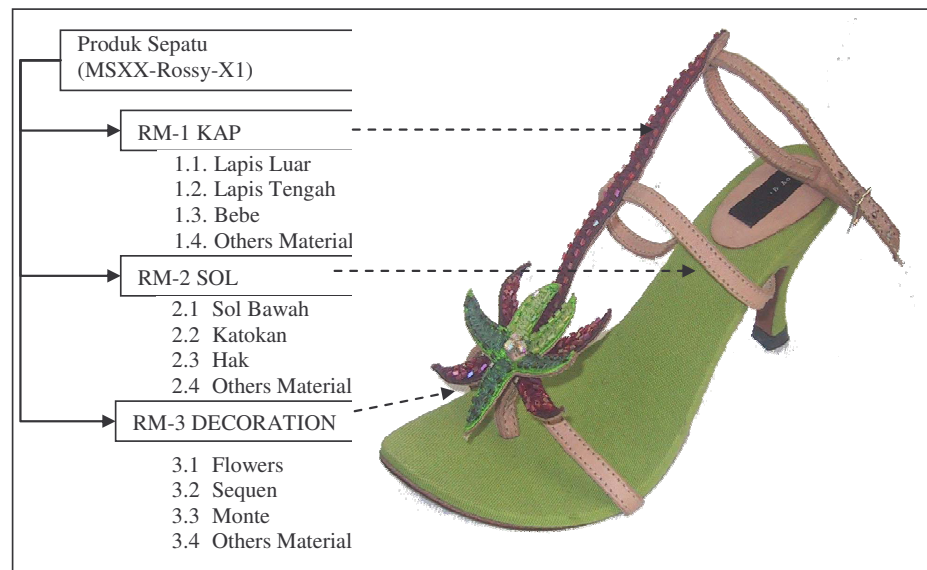 Produk Sepatu
(MSXX-Rossy-X1)
RM-1 KAP
1.1. Lapis Luar
1.2. Lapis Tengah
1.3. Bebe
1.4. Others Material
RM-2 SOL
2.1 Sol Bawah
2.2 Katokan
2.3 Hak
2.4 Others Material
RM-3 DECORATION
3.1 Flowers
3.2 Sequen
3.3 Monte
3.4 Others Material